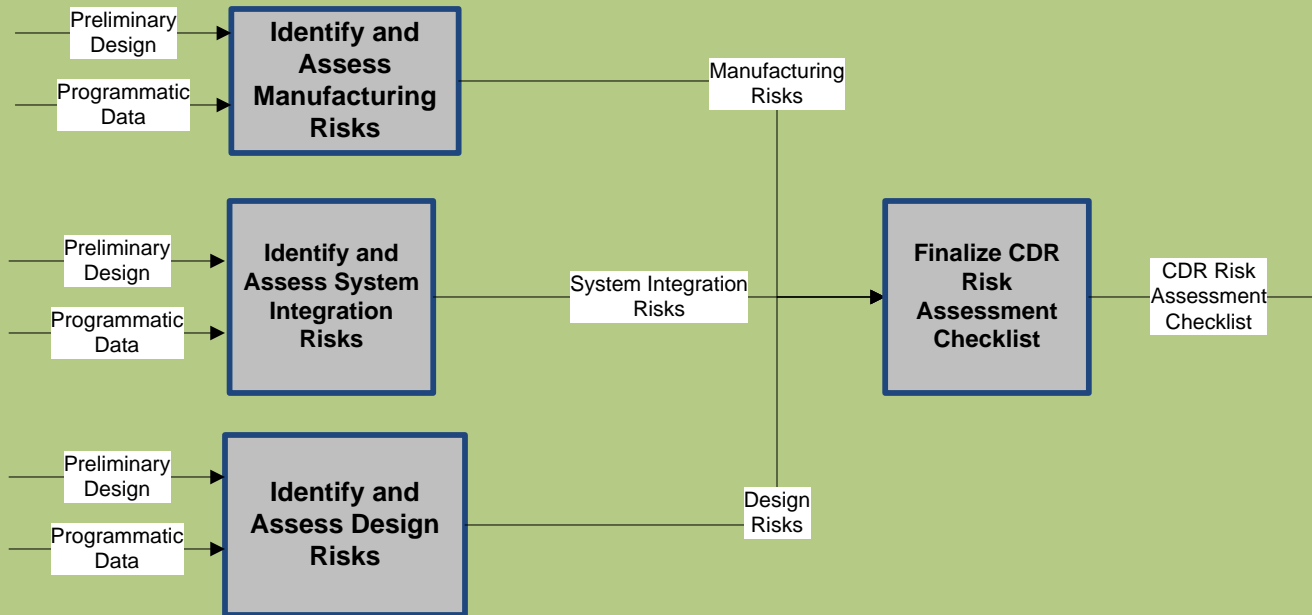 Preliminary
Design
Programmatic
Data
Identify and
Assess
Manufacturing
Risks
Manufacturing
Risks
Preliminary
Design
Programmatic
Data
Identify and
Assess System
Integration
Risks
System Integration
Risks
Finalize CDR
Risk
Assessment
Checklist
CDR Risk
Assessment
Checklist
Preliminary
Design
Programmatic
Data
Identify and
Assess Design
Risks
Design
Risks